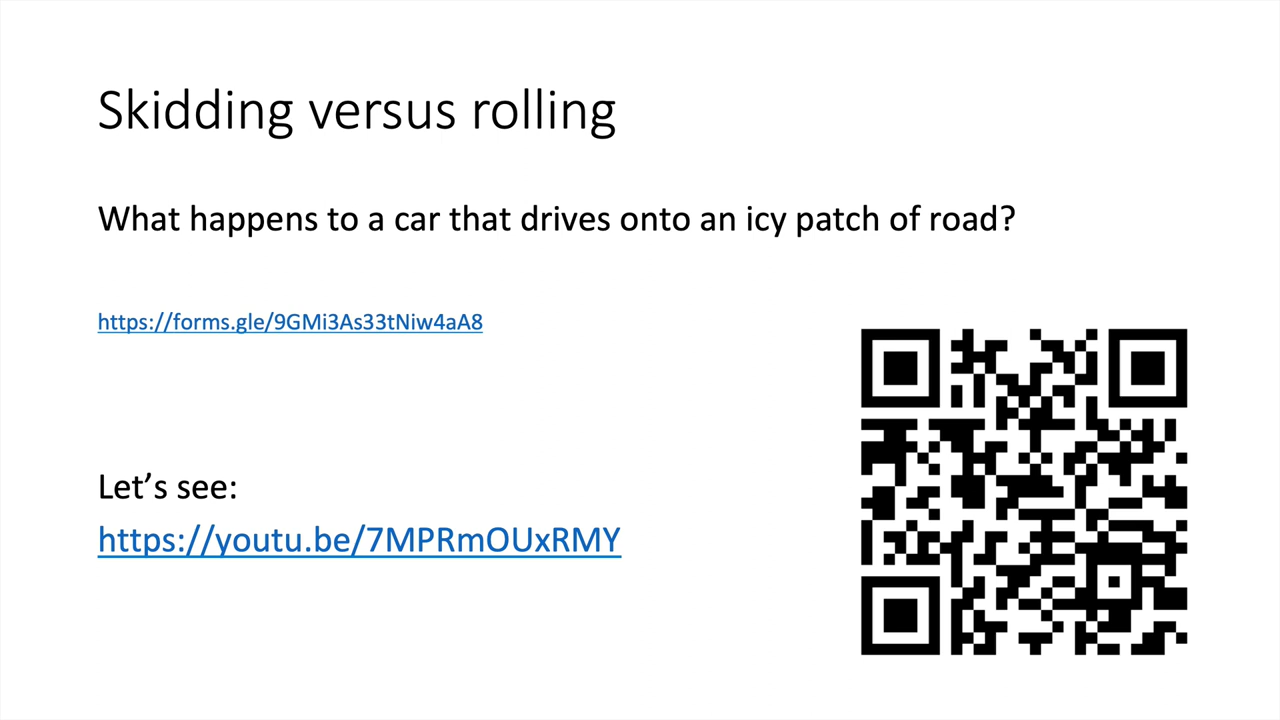 Skidding versus rolling
What happens to a car that drives onto an icy patch of road?
https://forms.gle/9GMi3As33tNiw4aA8
Let’s see:
https://youtu.be/7MPRmOUxRMY